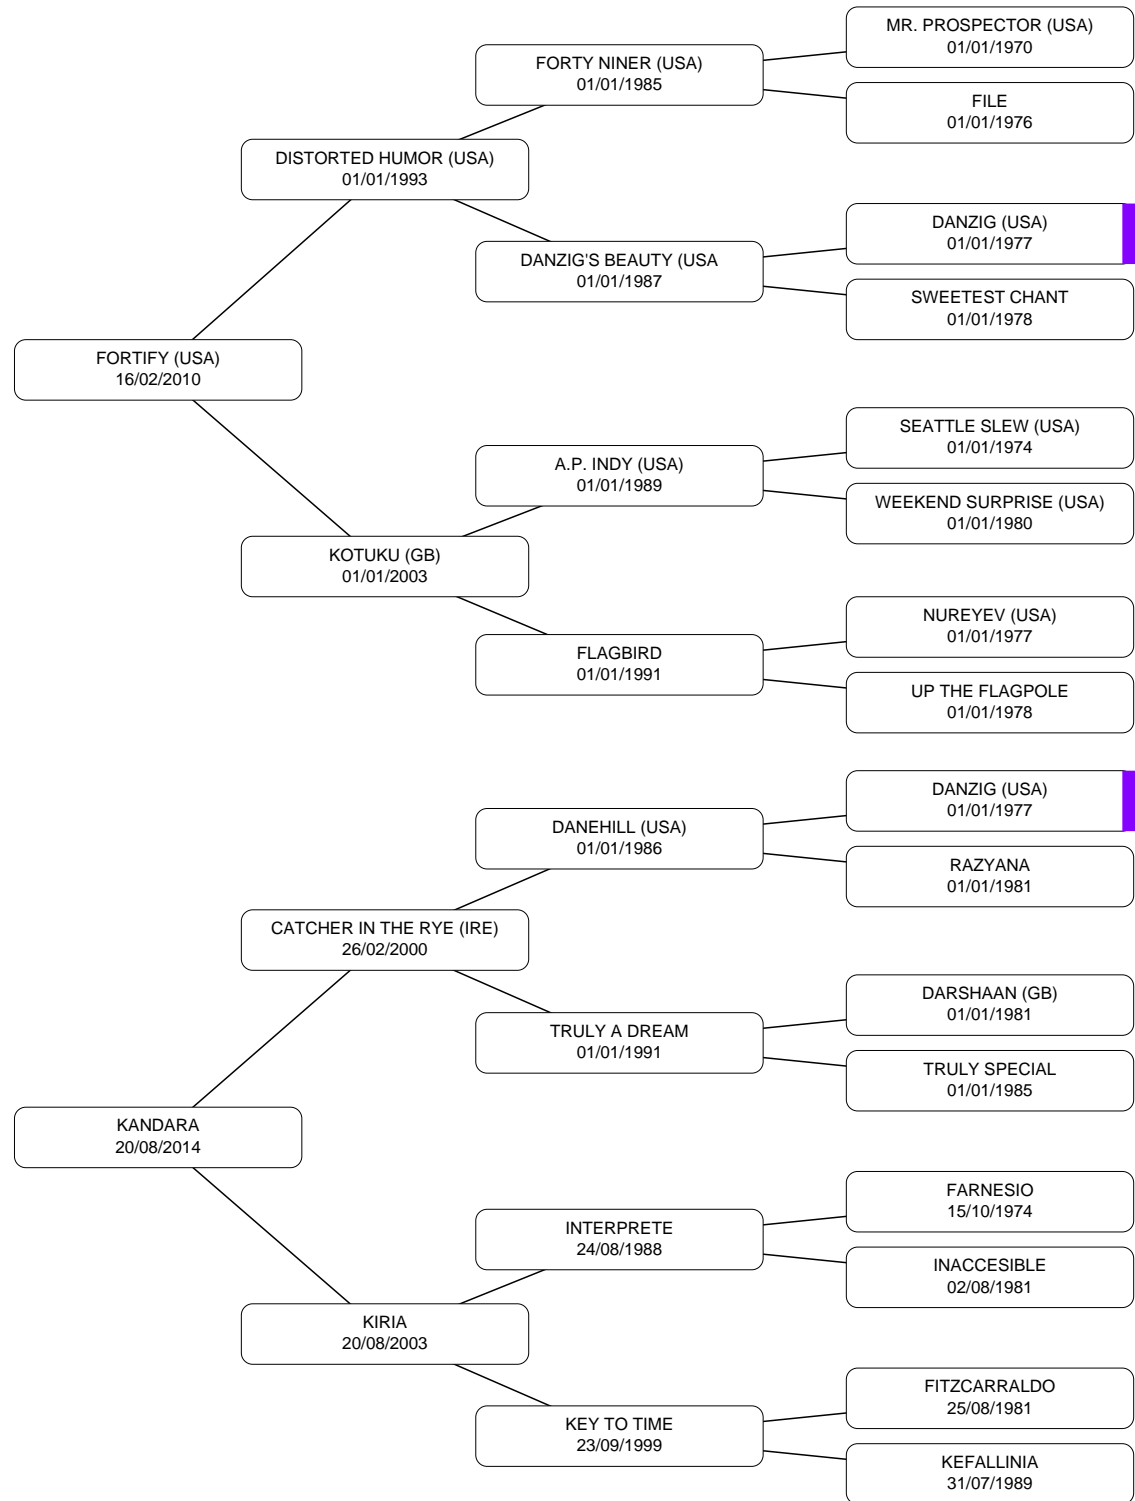 MR. PROSPECTOR (USA)
01/01/1970
FORTY NINER (USA)
01/01/1985
FILE
01/01/1976
DISTORTED HUMOR (USA)
01/01/1993
DANZIG (USA)
01/01/1977
DANZIG'S BEAUTY (USA
01/01/1987
SWEETEST CHANT
01/01/1978
FORTIFY (USA)
16/02/2010
SEATTLE SLEW (USA)
01/01/1974
A.P. INDY (USA)
01/01/1989
WEEKEND SURPRISE (USA)
01/01/1980
KOTUKU (GB)
01/01/2003
NUREYEV (USA)
01/01/1977
FLAGBIRD
01/01/1991
UP THE FLAGPOLE
01/01/1978
DANZIG (USA)
01/01/1977
DANEHILL (USA)
01/01/1986
RAZYANA
01/01/1981
CATCHER IN THE RYE (IRE)
26/02/2000
DARSHAAN (GB)
01/01/1981
TRULY A DREAM
01/01/1991
TRULY SPECIAL
01/01/1985
KANDARA
20/08/2014
FARNESIO
15/10/1974
INTERPRETE
24/08/1988
INACCESIBLE
02/08/1981
KIRIA
20/08/2003
FITZCARRALDO
25/08/1981
KEY TO TIME
23/09/1999
KEFALLINIA
31/07/1989